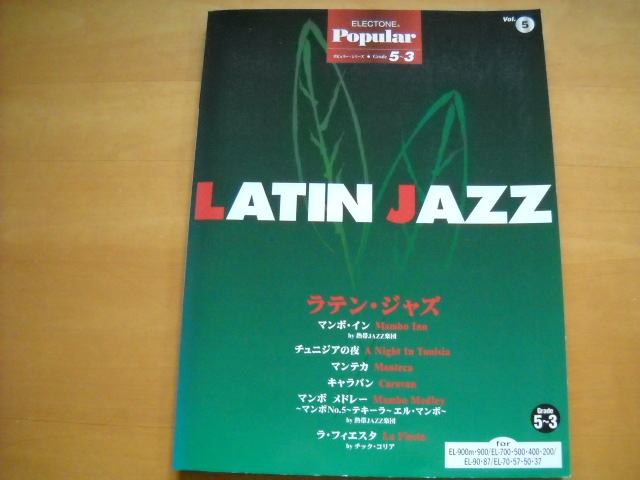 ELECTONE®
Popular
ポピュラー・シリーズ ● Grade 5~3
Vol. 5
LATIN JAZZ
ラテン・ジャズ
マンボ・イン Mambo Inn
by 熱帯JAZZ楽団
チュニジアの夜 A Night In Tunisia
マンテカ Manteca
キャラバン Caravan
マンボ メドレー Mambo Medley
~マンボNo.5~テキーラ~エル・マンボ~
by 熱帯JAZZ楽団
ラ・フィエスタ La Fiesta
by チック・コリア
Grade
5~3
for
EL-900m・900/EL-700・500・400・200/
EL-90・87/EL-70・57・50・37